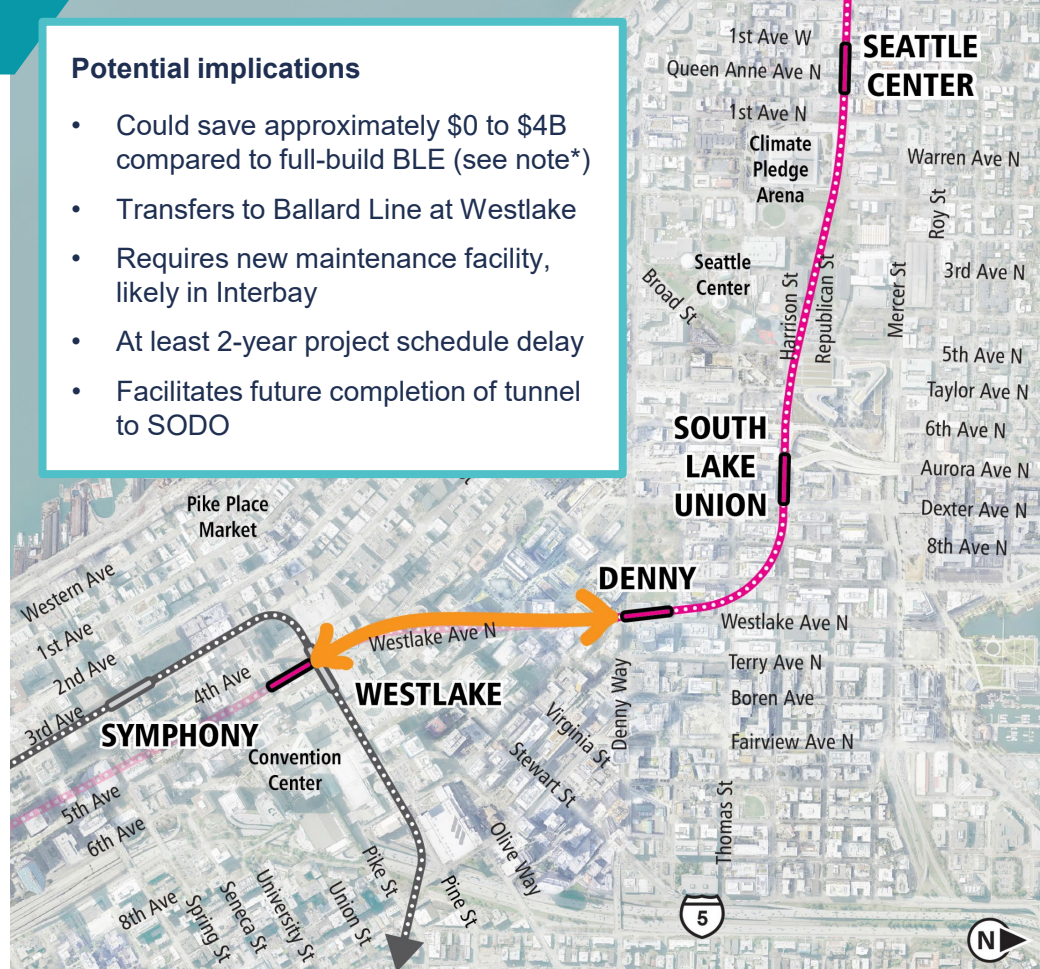 Potential implications
• Could save approximately $0 to $4B
compared to full-build BLE (see note*)
• Transfers to Ballard Line at Westlake
• Requires new maintenance facility,
likely in Interbay
• At least 2-year project schedule delay
• Facilitates future completion of tunnel
to SODO
1st Ave W
Queen Anne Ave N
1st Ave N
SEATTLE
CENTER
Climate
Pledge
Arena
Warren Ave N
Roy St
Seattle
Center
Broad St
Harrison St
Republican St
Mercer St
3rd Ave N
5th Ave N
Taylor Ave N
6th Ave N
Aurora Ave N
Dexter Ave N
8th Ave N
SOUTH
LAKE
UNION
Pike Place
Market
DENNY
Western Ave
1st Ave
2nd Ave
3rd Ave
4th Ave
Westlake Ave N
Westlake Ave N
WESTLAKE
Terry Ave N
Boren Ave
Fairview Ave N
Denny Way
SYMPHONY
Convention
Center
Virginia St
Stewart St
Olive Way
Thomas St
5th Ave
6th Ave
8th Ave
Spring St
Seneca St
University St
Union St
Pike St
Pine St
5
N